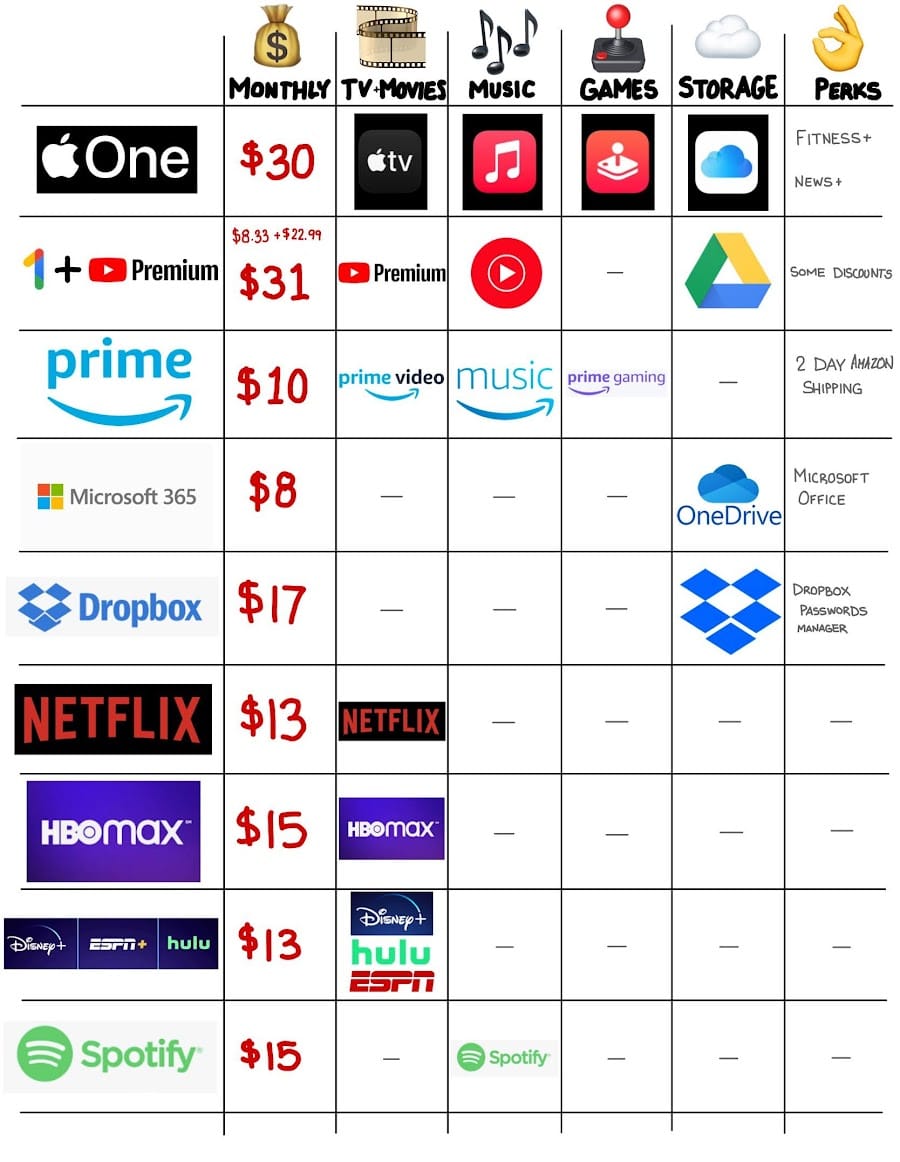 $
MONTHLY TV+MOVIES MUSIC GAMES STORAGE PERKS
One $30 tv FITNESS+
NEWS+
$8.33 + $22.99
1 + Premium $31 Premium — SOME DISCOUNTS
prime $10 prime video music prime gaming — 2 DAY AMAZON
SHIPPING
Microsoft 365 $8 — — — OneDrive MICROSOFT
OFFICE
Dropbox $17 — — — DROPBOX
PASSWORDS
MANAGER
NETFLIX $13 NETFLIX — — — —
HBOmax $15 HBOmax — — — —
Disney+ ESPN+ hulu $13 Disney+ — — — —
hulu
ESPN
Spotify $15 — Spotify — — —